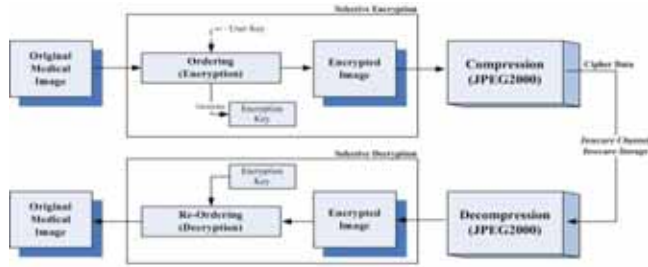 Selective Encryption
User Key
Original
Medical
Image
Ordering
(Encryption)
Encrypted
Image
Compression
(JPEG2000)
Cipher Data
Encryption
Key
Insecure Channel
Insecure Storage
Selective Decryption
Encryption
Key
Original
Medical
Image
Re-Ordering
(Decryption)
Encrypted
Image
Decompression
(JPEG2000)